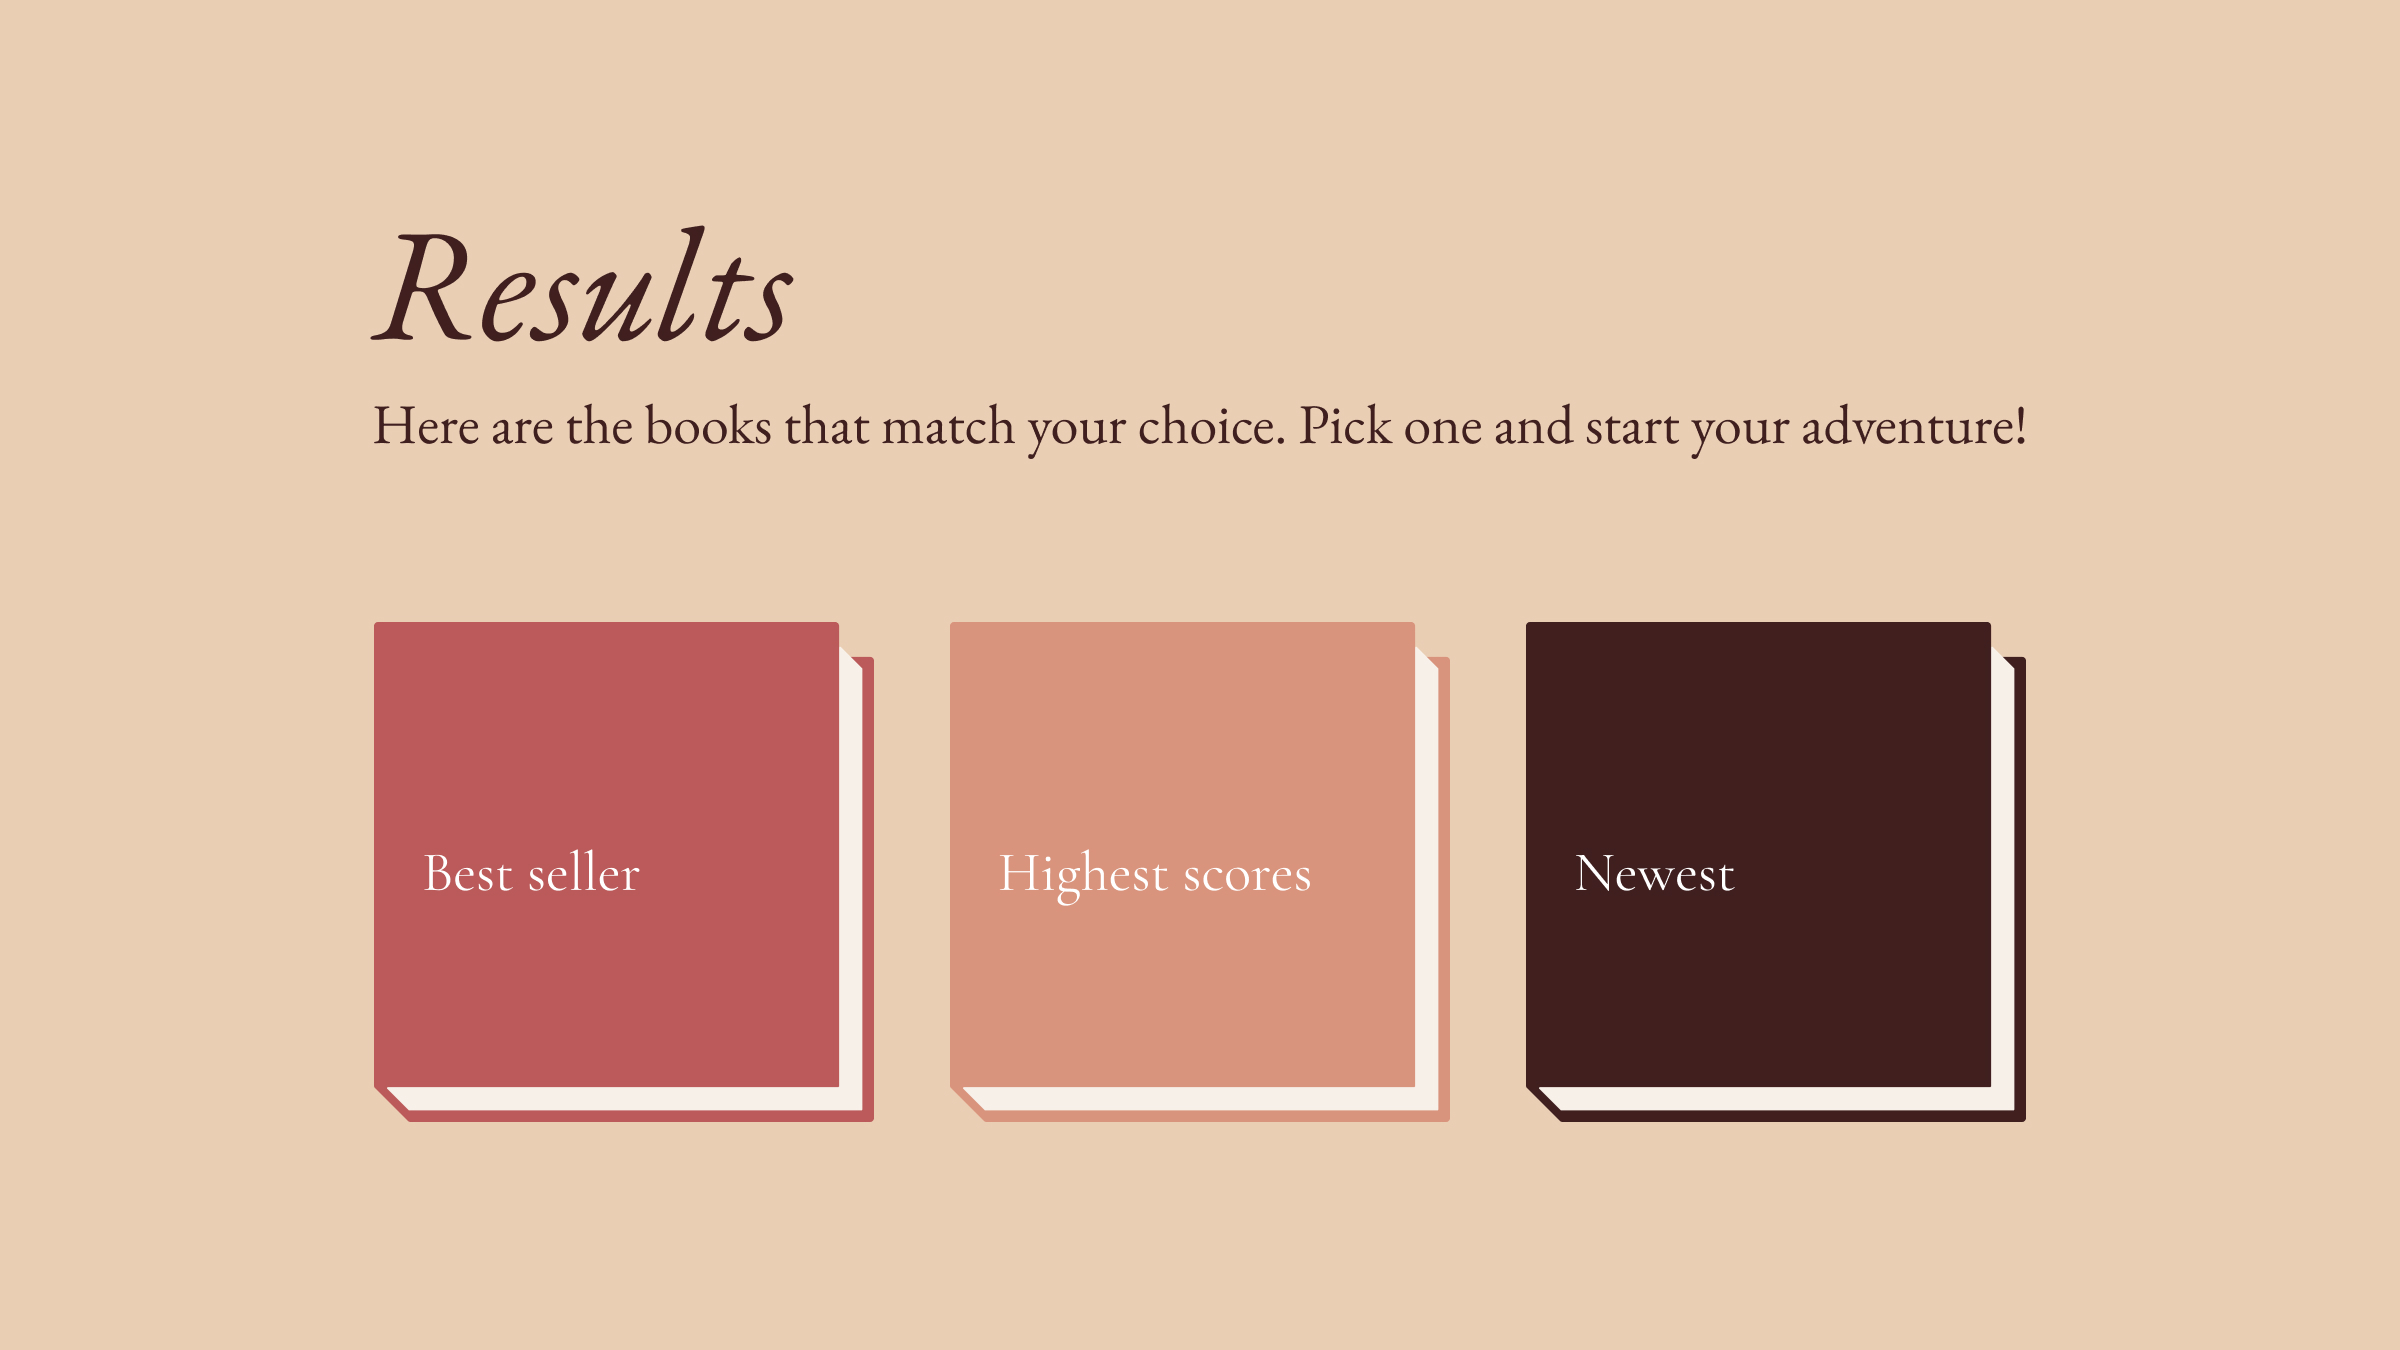 Results
Here are the books that match your choice. Pick one and start your adventure!
Best seller
Highest scores
Newest